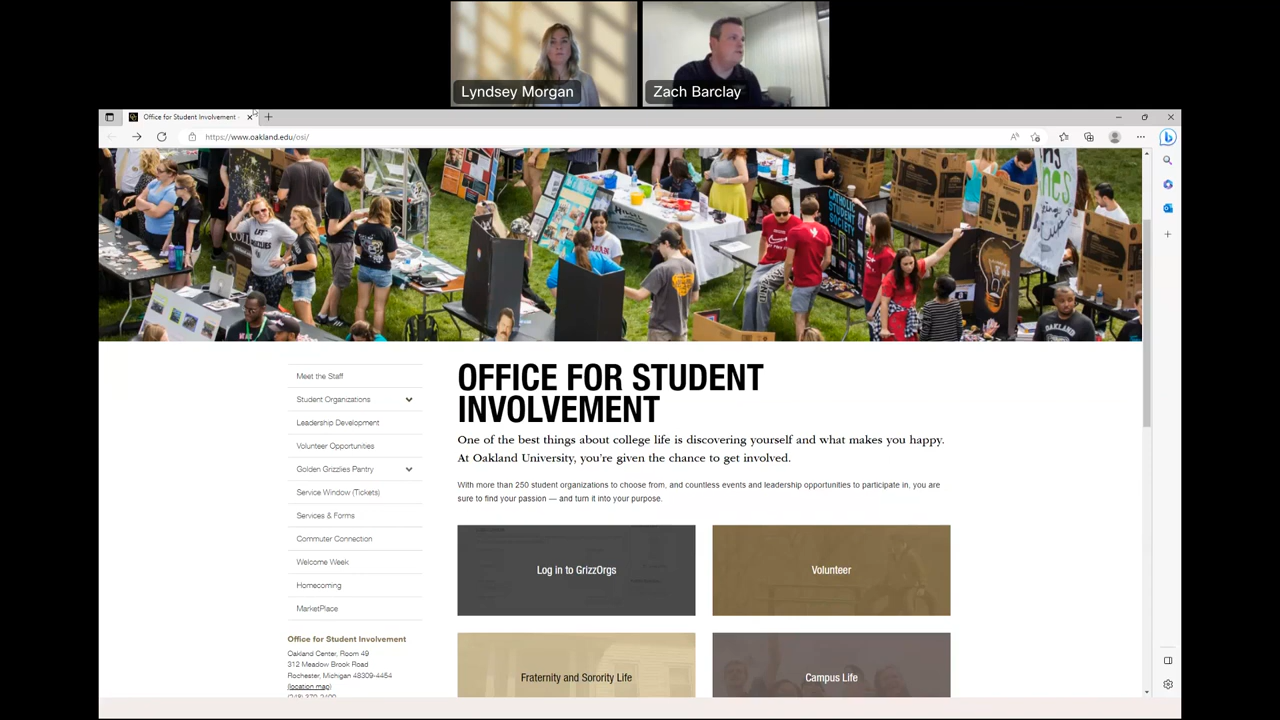 Lyndsey Morgan
Zach Barclay
Office for Student Involvement
https://www.oakland.edu/osi/
CATHOLIC
STUDENT
SOCIETY
Meet the Staff
Student Organizations
Leadership Development
Volunteer Opportunities
Golden Grizzlies Pantry
Service Window (Tickets)
Services & Forms
Commuter Connection
Welcome Week
Homecoming
MarketPlace
Office for Student Involvement
Oakland Center, Room 49
312 Meadow Brook Road
Rochester, Michigan 48309-4454
(location map)
(248) 370-2400
OFFICE FOR STUDENT
INVOLVEMENT
One of the best things about college life is discovering yourself and what makes you happy.
At Oakland University, you're given the chance to get involved.
With more than 250 student organizations to choose from, and countless events and leadership opportunities to participate in, you are
sure to find your passion — and turn it into your purpose.
Log in to GrizzOrgs
Volunteer
Fraternity and Sorority Life
Campus Life